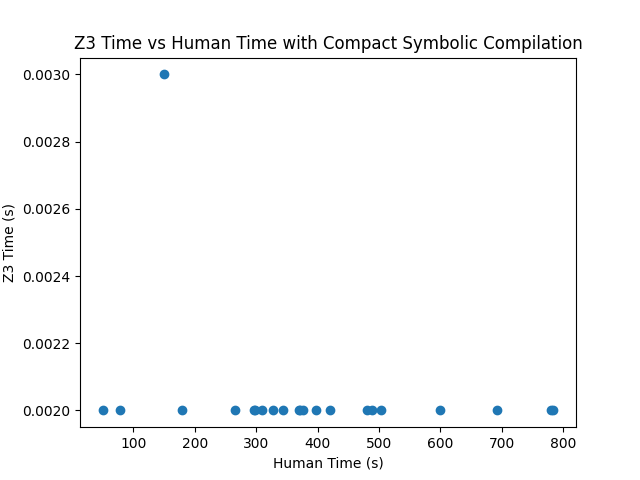 Z3 Time vs Human Time with Compact Symbolic Compilation
0.0030
0.0028
0.0026
0.0024
0.0022
0.0020
Z3 Time (s)
100 200 300 400 500 600 700 800
Human Time (s)